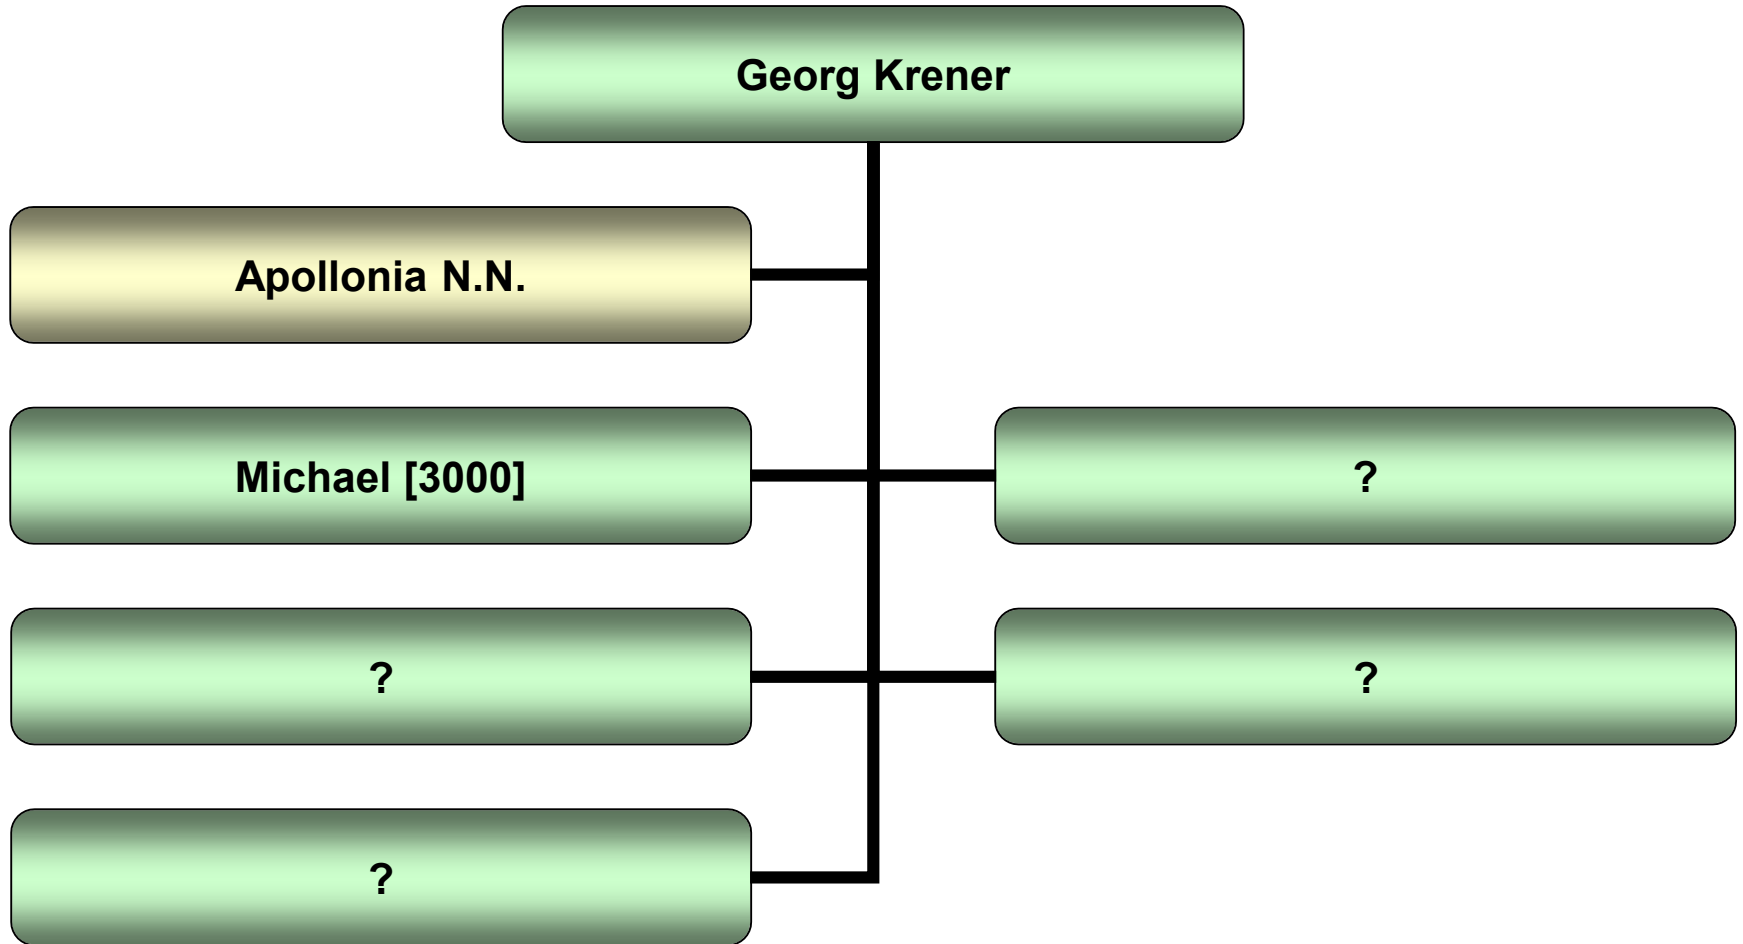 Georg Krener
Apollonia N.N.
Michael [3000]
?
?
?
?